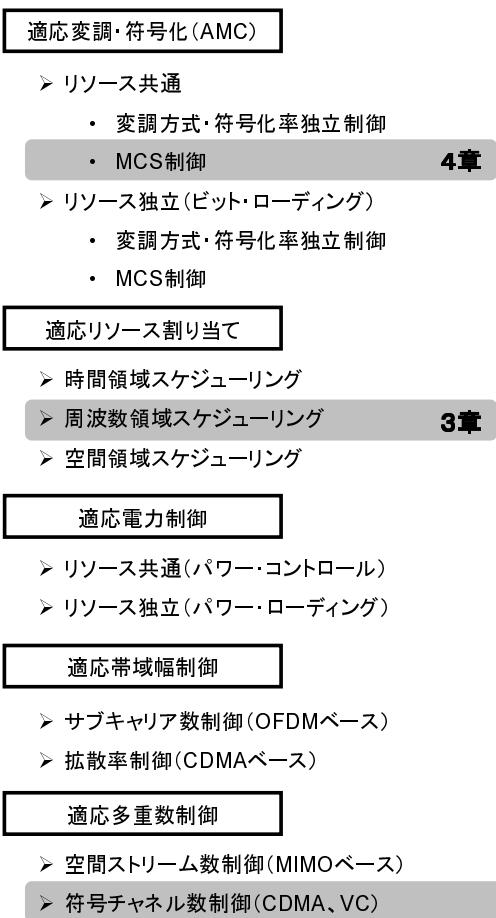 適応変調・符号化(AMC)
➢ リソース共通
・ 変調方式・符号化率独立制御
・ MCS制御 4章
➢ リソース独立(ビット・ローディング)
・ 変調方式・符号化率独立制御
・ MCS制御
適応リソース割り当て
➢ 時間領域スケジューリング
➢ 周波数領域スケジューリング 3章
➢ 空間領域スケジューリング
適応電力制御
➢ リソース共通(パワー・コントロール)
➢ リソース独立(パワー・ローディング)
適応帯域幅制御
➢ サブキャリア数制御(OFDMベース)
➢ 拡散率制御(CDMAベース)
適応多重数制御
➢ 空間ストリーム数制御(MIMOベース)
➢ 符号チャネル数制御(CDMA、VC)